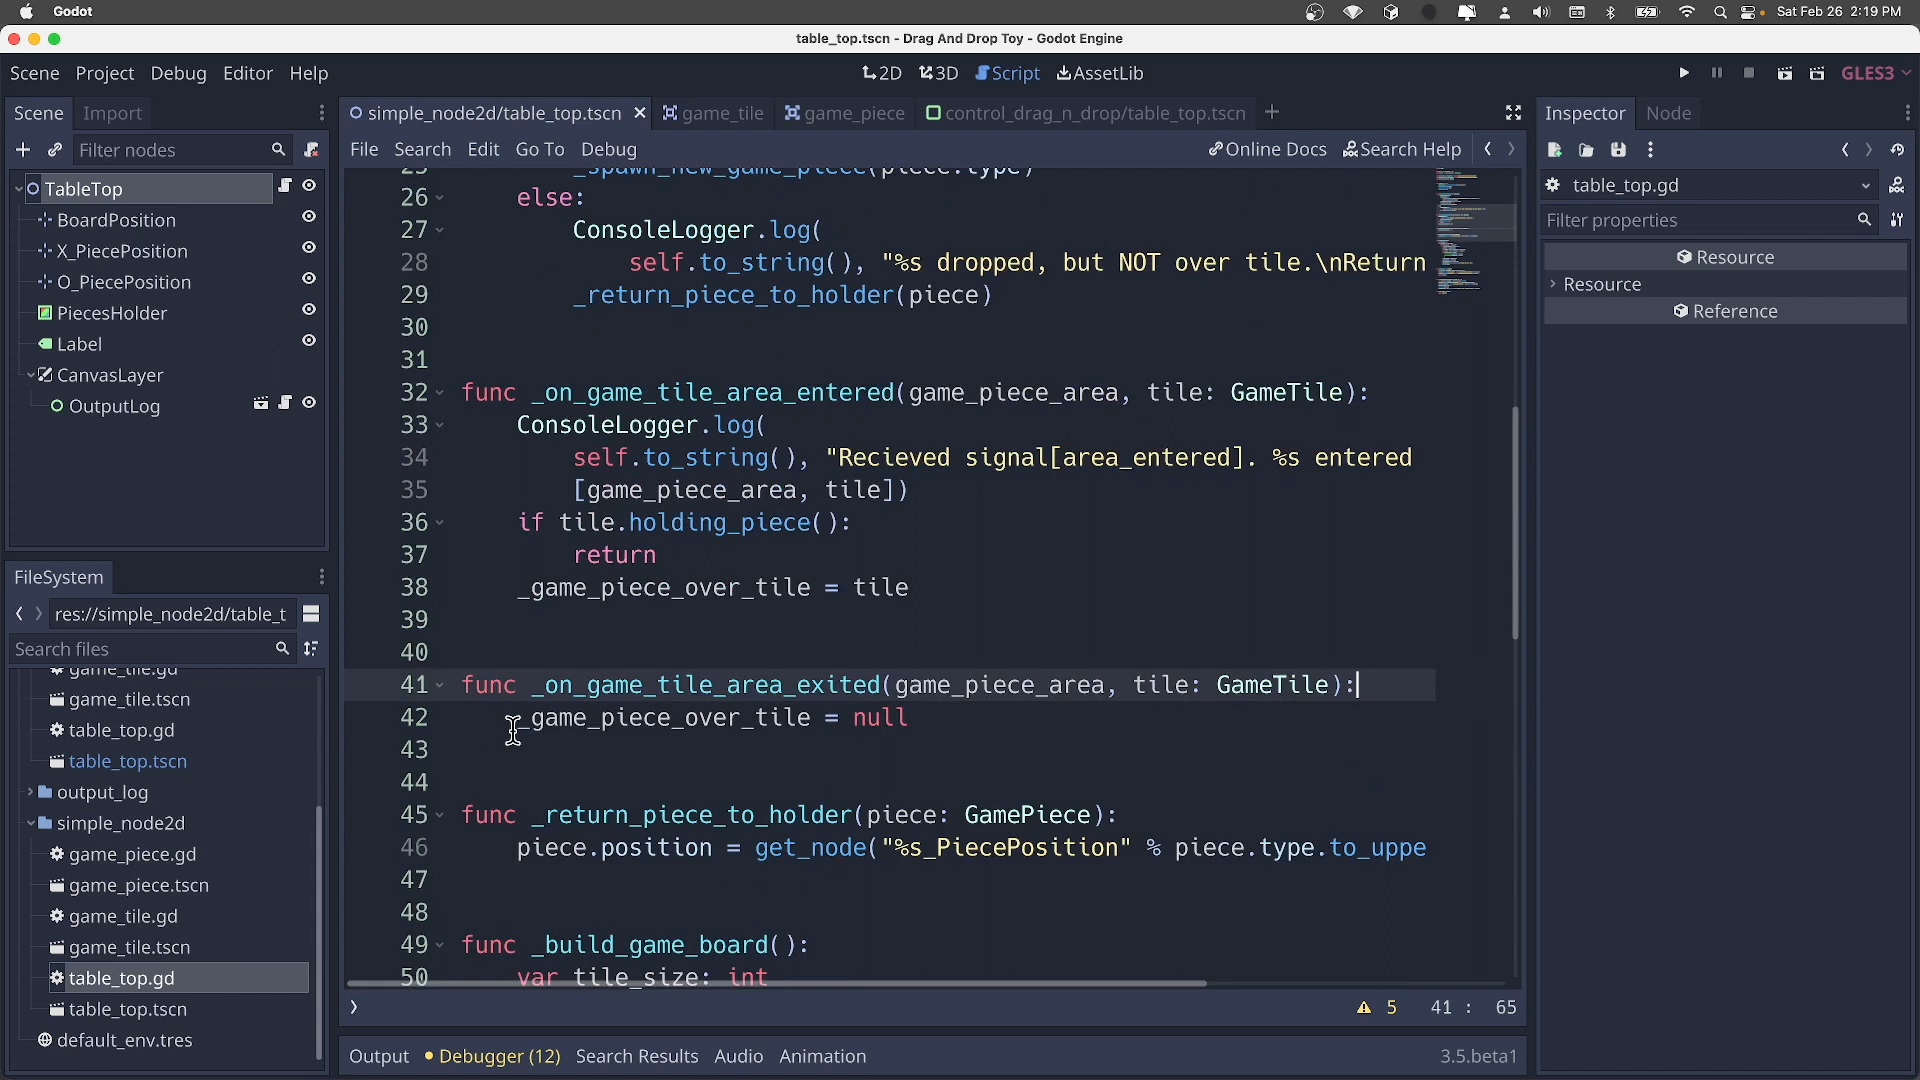 Godot
Sat Feb 26 2:19 PM
table_top.tscn - Drag And Drop Toy - Godot Engine
Scene Project Debug Editor Help
2D 3D Script AssetLib
GLES3
Scene Import
simple_node2d/table_top.tscn game_tile game_piece control_drag_n_drop/table_top.tscn
Inspector Node
Filter nodes
File Search Edit Go To Debug
Online Docs Search Help
TableTop
BoardPosition
X_PiecePosition
O_PiecePosition
PiecesHolder
Label
CanvasLayer
OutputLog
FileSystem
res://simple_node2d/table_t
Search files
game_tile.gd
game_tile.tscn
table_top.gd
table_top.tscn
output_log
simple_node2d
game_piece.gd
game_piece.tscn
game_tile.gd
game_tile.tscn
table_top.gd
table_top.tscn
default_env.tres
25 _spawn_new_game_piece(piece.type)
26 else:
27 ConsoleLogger.log(
28 self.to_string(), "%s dropped, but NOT over tile.\nReturn
29 _return_piece_to_holder(piece)
30
31
32 func _on_game_tile_area_entered(game_piece_area, tile: GameTile):
33 ConsoleLogger.log(
34 self.to_string(), "Recieved signal[area_entered]. %s entered
35 [game_piece_area, tile])
36 if tile.holding_piece():
37 return
38 _game_piece_over_tile = tile
39
40
41 func _on_game_tile_area_exited(game_piece_area, tile: GameTile):
42 _game_piece_over_tile = null
43
44
45 func _return_piece_to_holder(piece: GamePiece):
46 piece.position = get_node("%s_PiecePosition" % piece.type.to_uppe
47
48
49 func _build_game_board():
50 var tile_size: int
5 41 : 65
Output Debugger (12) Search Results Audio Animation
3.5.beta1
table_top.gd
Filter properties
Resource
Resource
Reference